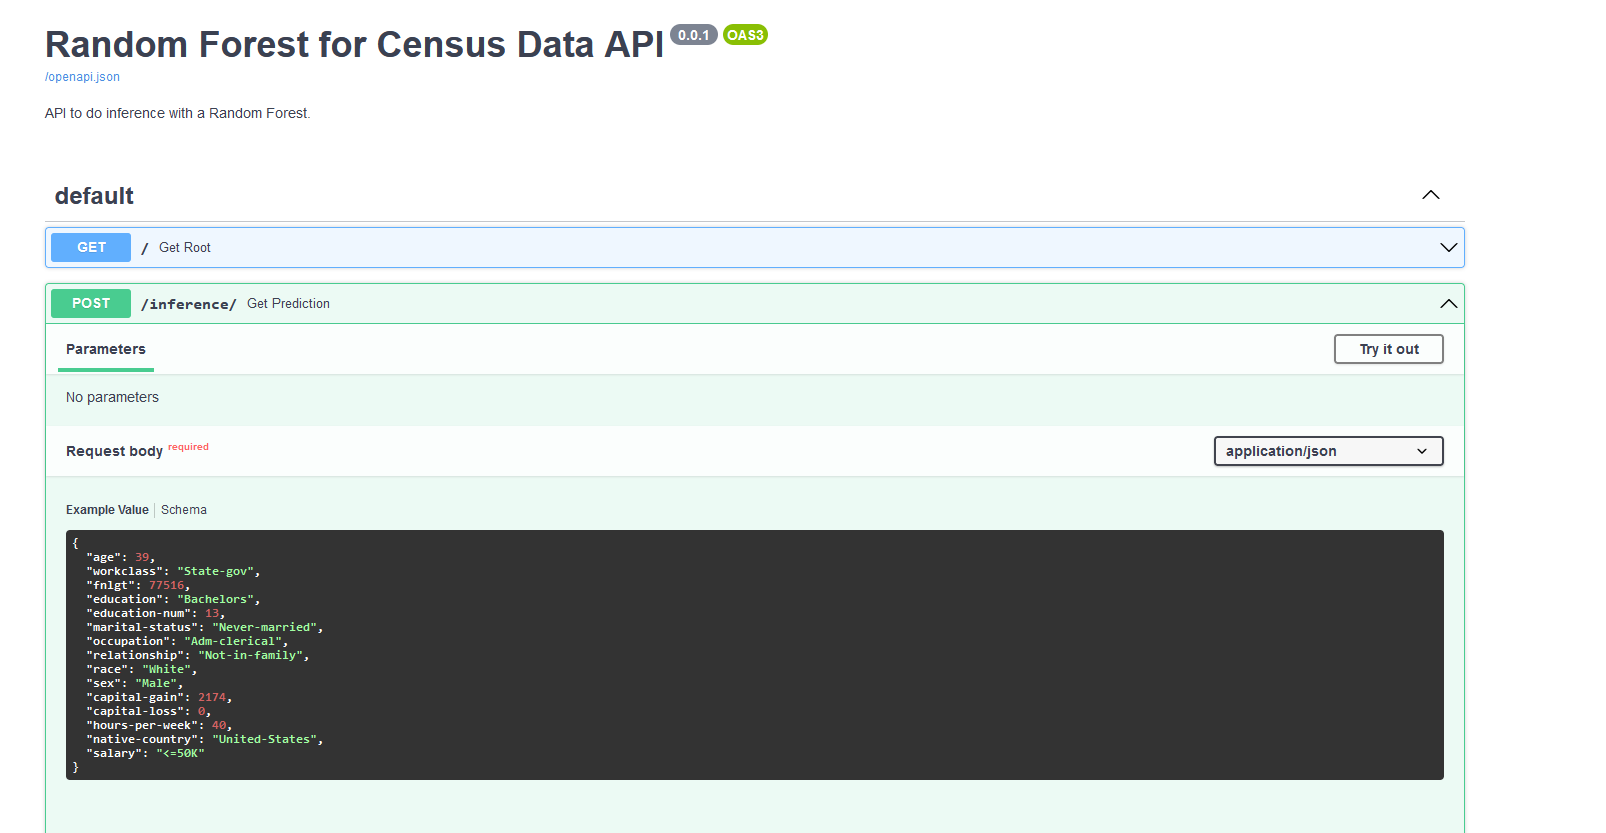 Random Forest for Census Data API 0.0.1 OAS3
/openapi.json
API to do inference with a Random Forest.
default
GET / Get Root
POST /inference/ Get Prediction
Parameters Try it out
No parameters
Request body required application/json
Example Value Schema
{
"age": 39,
"workclass": "State-gov",
"fnlgt": 77516,
"education": "Bachelors",
"education-num": 13,
"marital-status": "Never-married",
"occupation": "Adm-clerical",
"relationship": "Not-in-family",
"race": "White",
"sex": "Male",
"capital-gain": 2174,
"capital-loss": 0,
"hours-per-week": 40,
"native-country": "United-States",
"salary": "<=50K"
}